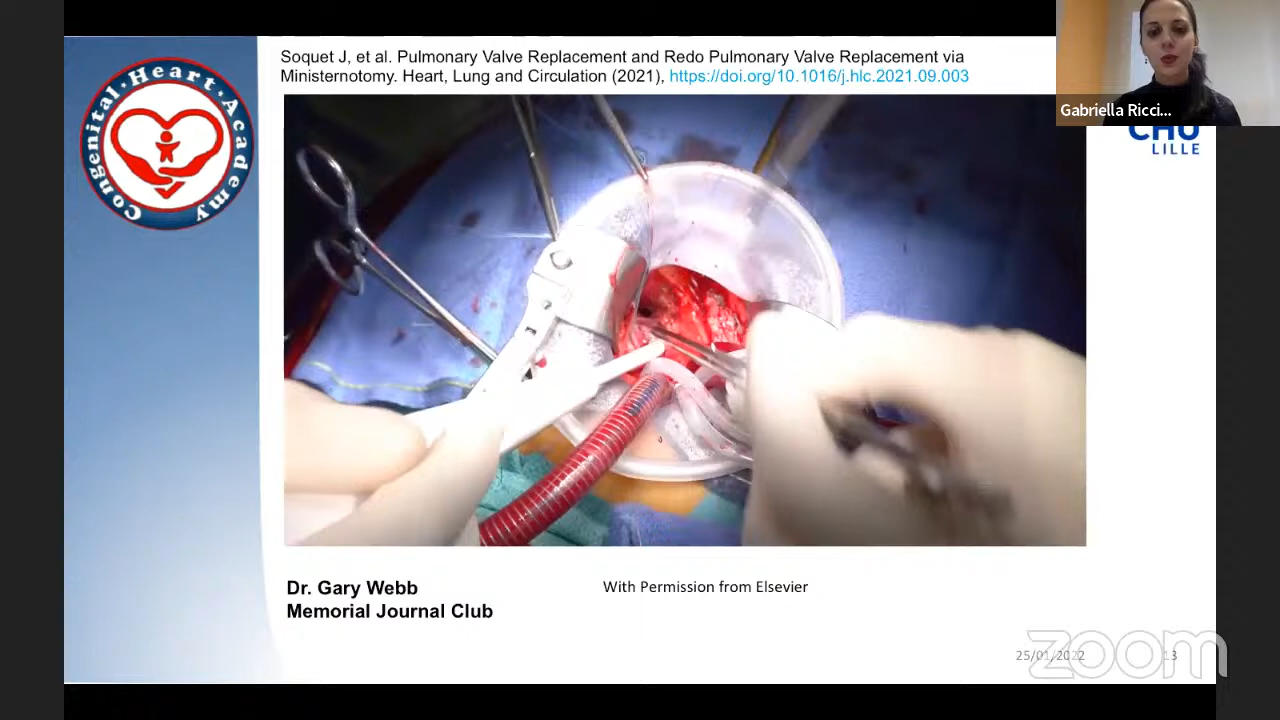 Soquet J, et al. Pulmonary Valve Replacement and Redo Pulmonary Valve Replacement via
Ministernotomy. Heart, Lung and Circulation (2021), https://doi.org/10.1016/j.hlc.2021.09.003
Congenital·Heart·Academy
Gabriella Ricci...
CHU
LILLE
Dr. Gary Webb
Memorial Journal Club
With Permission from Elsevier
25/01/2022
13
zoom